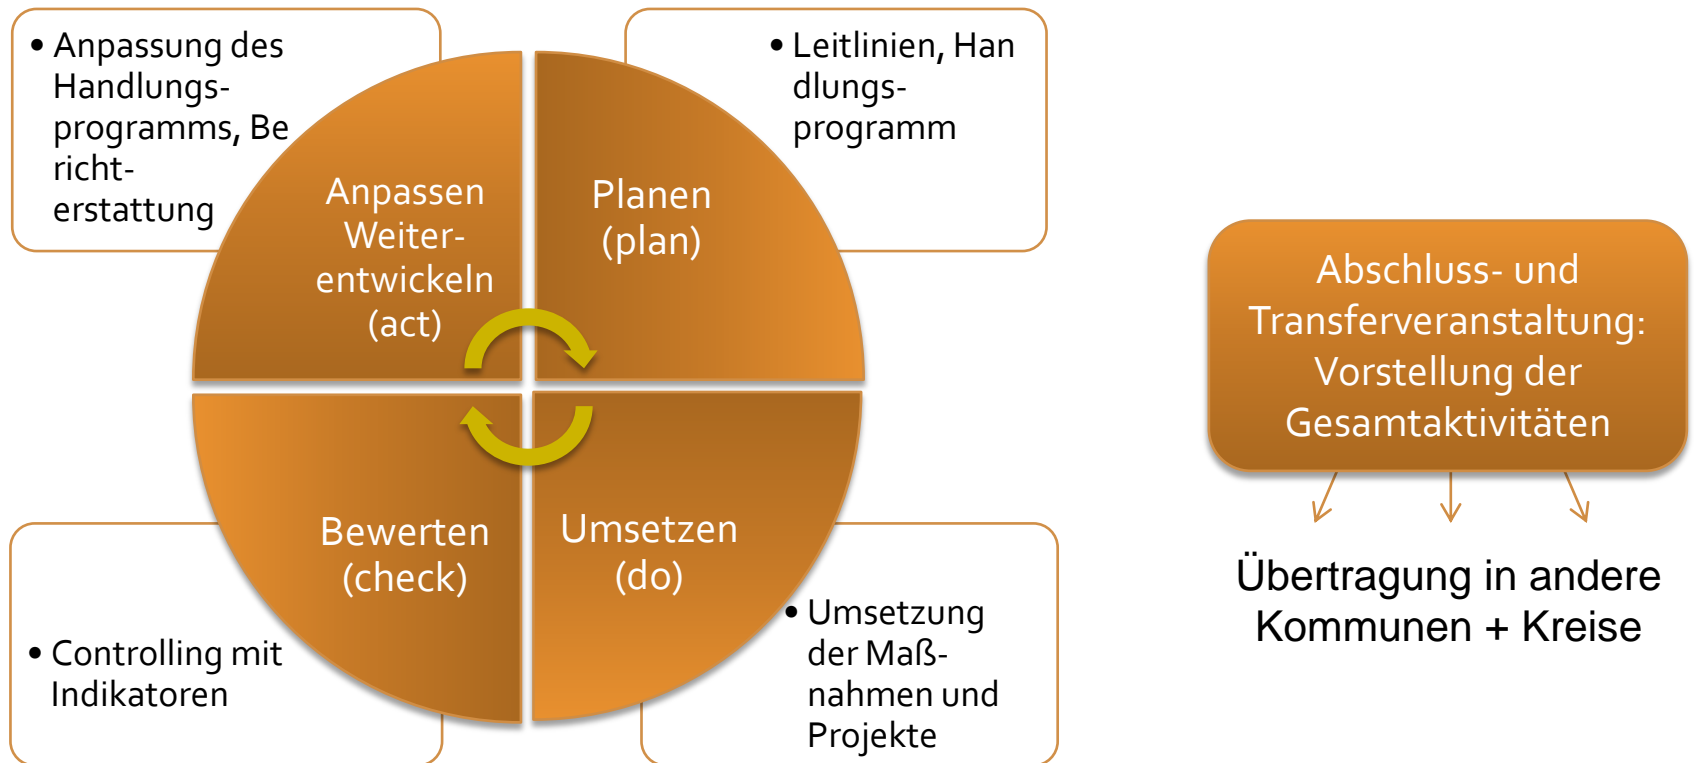 • Anpassung des
Handlungs-
programms, Be
richt-
erstattung
• Leitlinien, Han
dlungs-
programm
Anpassen
Weiter-
entwickeln
(act)
Planen
(plan)
Bewerten
(check)
Umsetzen
(do)
• Controlling mit
Indikatoren
• Umsetzung
der Maß-
nahmen und
Projekte
Abschluss- und
Transferveranstaltung:
Vorstellung der
Gesamtaktivitäten
Übertragung in andere
Kommunen + Kreise